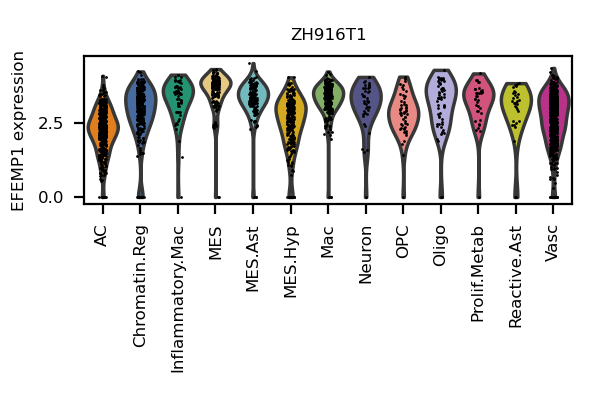 ZH916T1
EFEMP1 expression
2.5
0.0
AC
Chromatin.Reg
Inflammatory.Mac
MES
MES.Ast
MES.Hyp
Mac
Neuron
OPC
Oligo
Prolif.Metab
Reactive.Ast
Vasc